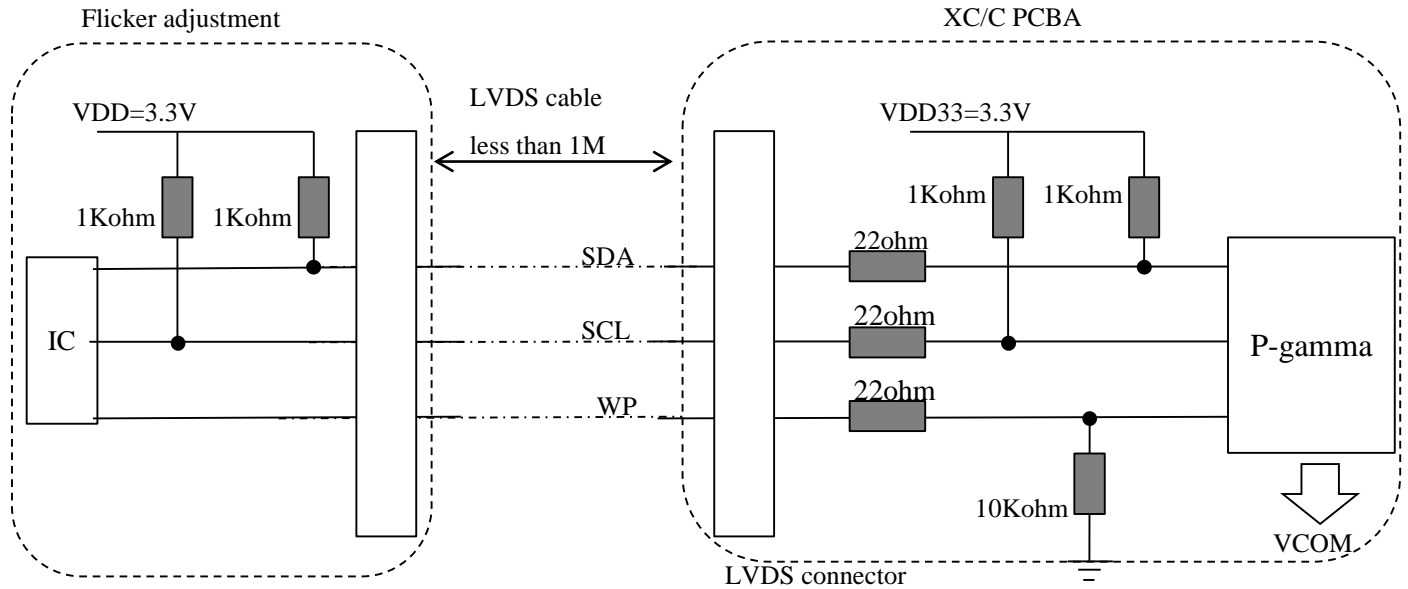 Flicker adjustment
XC/C PCBA
VDD=3.3V
LVDS cable
less than 1M
VDD33=3.3V
1Kohm
1Kohm
1Kohm
1Kohm
22ohm
SDA
IC
SCL
22ohm
P-gamma
WP
22ohm
10Kohm
VCOM
LVDS connector